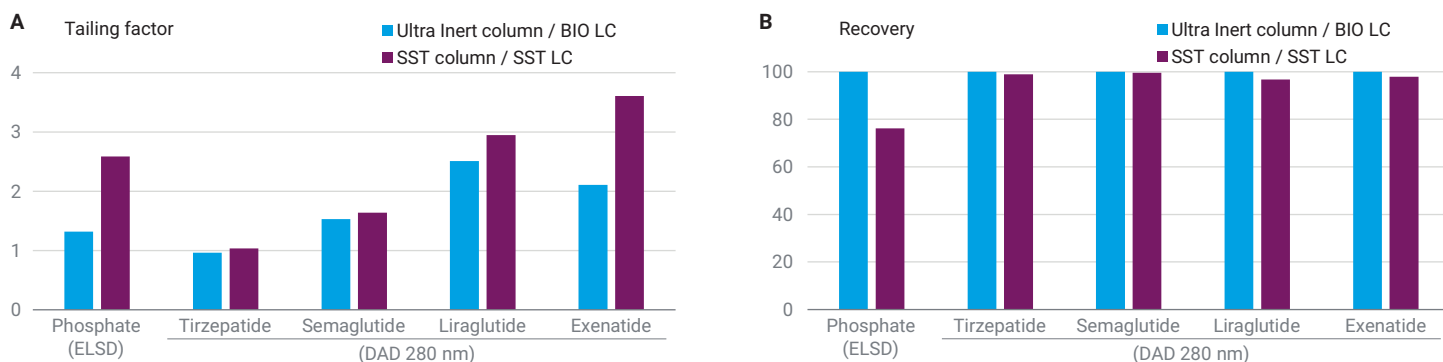 A Tailing factor
Ultra Inert column / BIO LC
SST column / SST LC
4
3
2
1
0
Phosphate Tirzepatide Semaglutide Liraglutide Exenatide
(ELSD) (DAD 280 nm)
B Recovery
Ultra Inert column / BIO LC
SST column / SST LC
100
80
60
40
20
0
Phosphate Tirzepatide Semaglutide Liraglutide Exenatide
(ELSD) (DAD 280 nm)